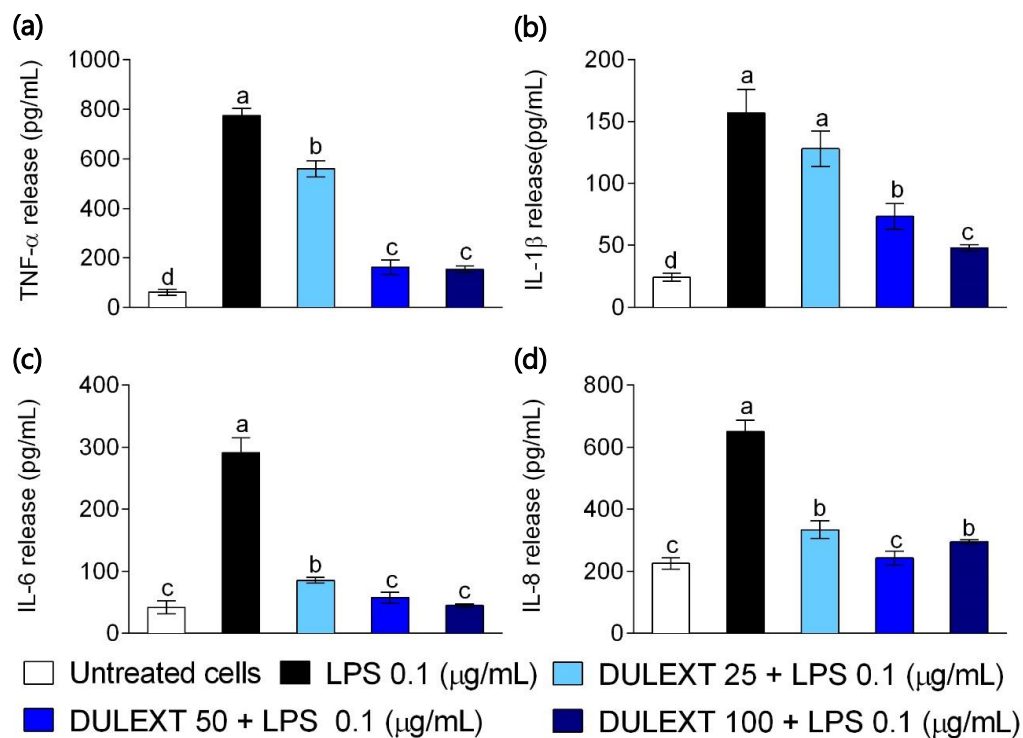 (a)
TNF-α release (pg/mL)
1000
800
600
400
200
0
d
a
b
c
c
(b)
IL-1β release(pg/mL)
200
150
100
50
0
d
a
a
b
c
(c)
IL-6 release (pg/mL)
400
300
200
100
0
c
a
b
c
c
(d)
IL-8 release (pg/mL)
800
600
400
200
0
c
a
b
c
b
Untreated cells LPS 0.1 (μg/mL) DULEXT 25 + LPS 0.1 (μg/mL)
DULEXT 50 + LPS 0.1 (μg/mL) DULEXT 100 + LPS 0.1 (μg/mL)